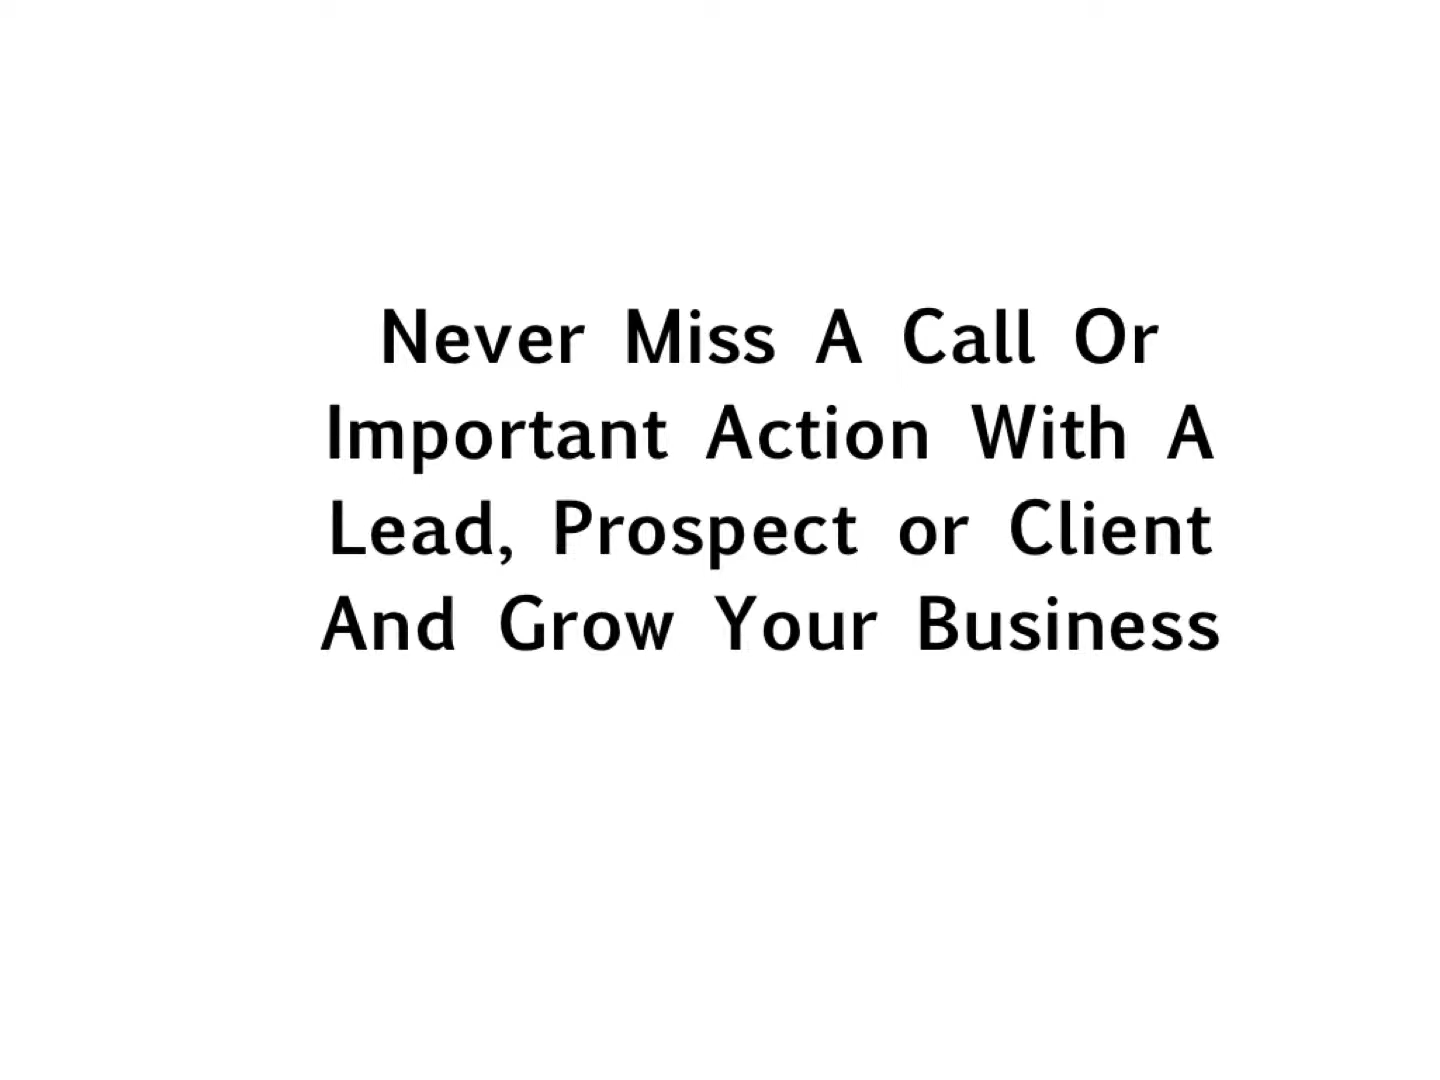 Never Miss A Call Or
Important Action With A
Lead, Prospect or Client
And Grow Your Business